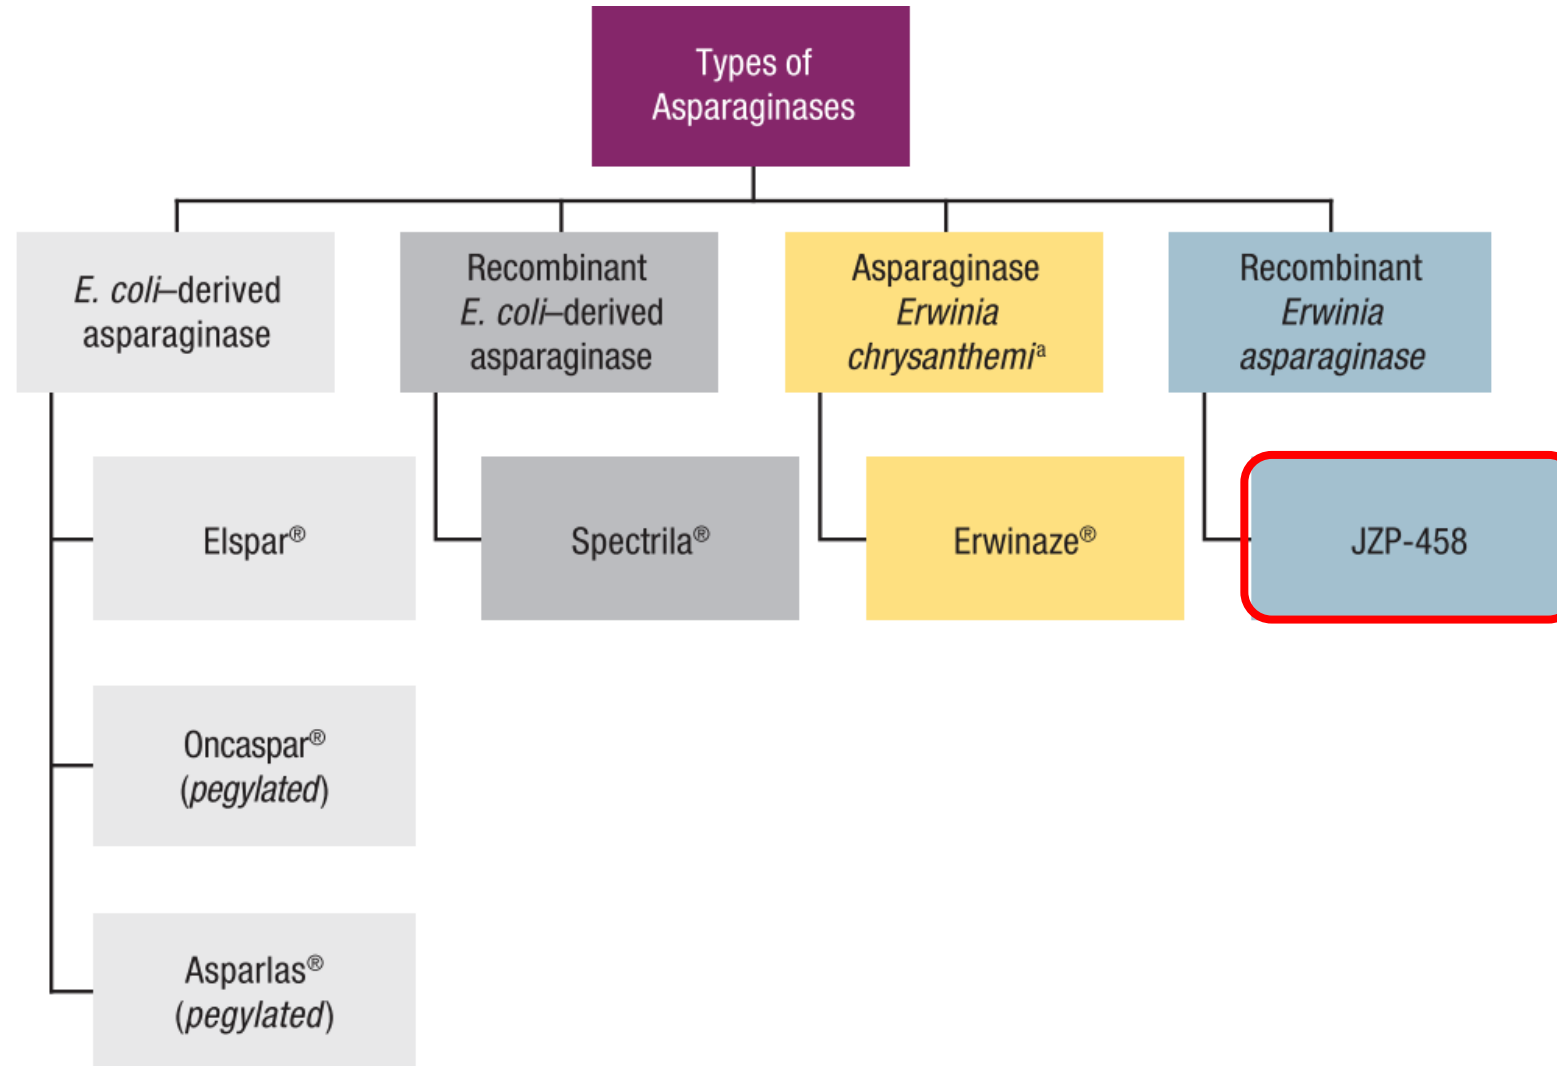 Types of
Asparaginases
E. coli–derived
asparaginase
Recombinant
E. coli–derived
asparaginase
Asparaginase
Erwinia
chrysanthemiᵃ
Recombinant
Erwinia
asparaginase
Elspar®
Spectrila®
Erwinaze®
JZP-458
Oncaspar®
(pegylated)
Asparlas®
(pegylated)